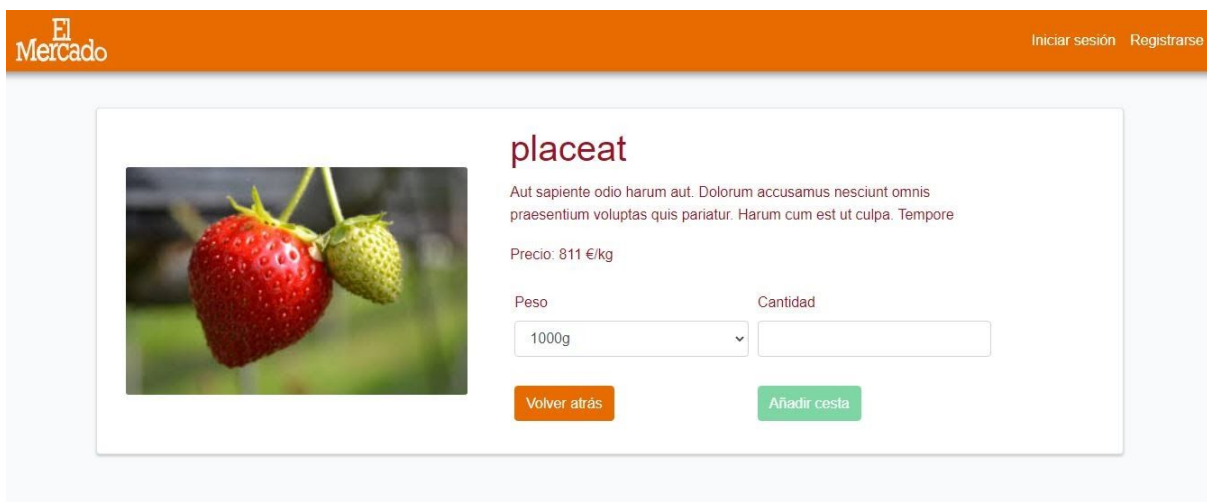 El
Mercado
Iniciar sesión Registrarse
placeat
Aut sapiente odio harum aut. Dolorum accusamus nesciunt omnis
praesentium voluptas quis pariatur. Harum cum est ut culpa. Tempore
Precio: 811 €/kg
Peso Cantidad
1000g
Volver atrás Añadir cesta